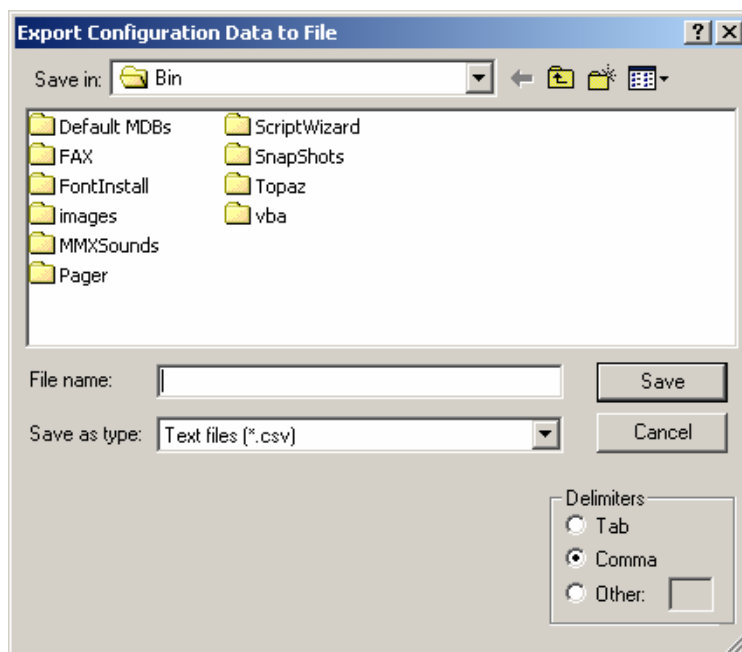 Export Configuration Data to File
Save in: Bin
Default MDBs
FAX
FontInstall
images
MMXSounds
Pager
ScriptWizard
SnapShots
Topaz
vba
File name:
Save
Save as type: Text files (*.csv)
Cancel
Delimiters
Tab
Comma
Other: